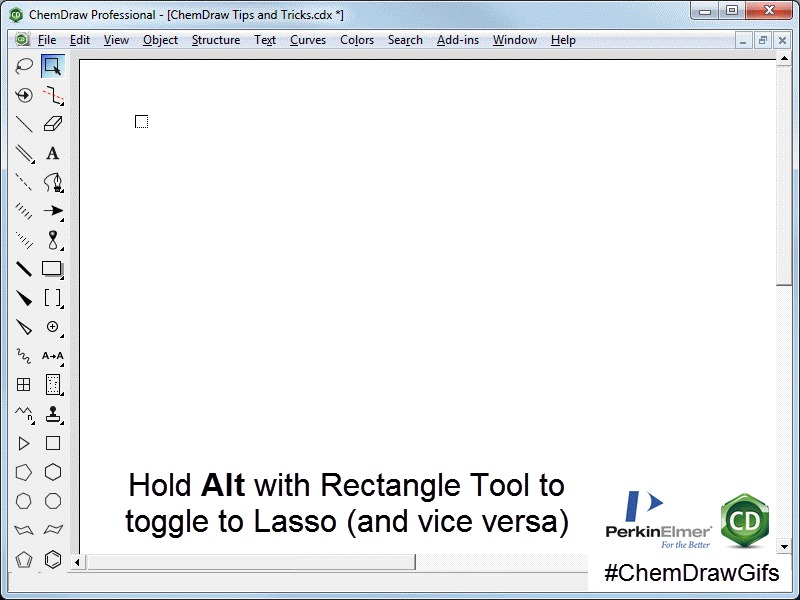 ChemDraw Professional - [ChemDraw Tips and Tricks.cdx *]
File Edit View Object Structure Text Curves Colors Search Add-ins Window Help
A
A→A
n
Hold Alt with Rectangle Tool to
toggle to Lasso (and vice versa)
PerkinElmer
For the Better
CD
#ChemDrawGifs